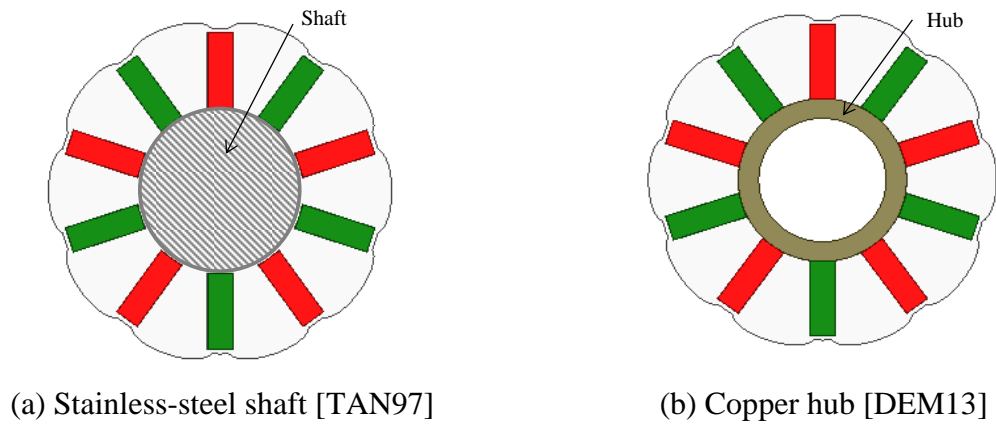 Shaft
Hub
(a) Stainless-steel shaft [TAN97]
(b) Copper hub [DEM13]